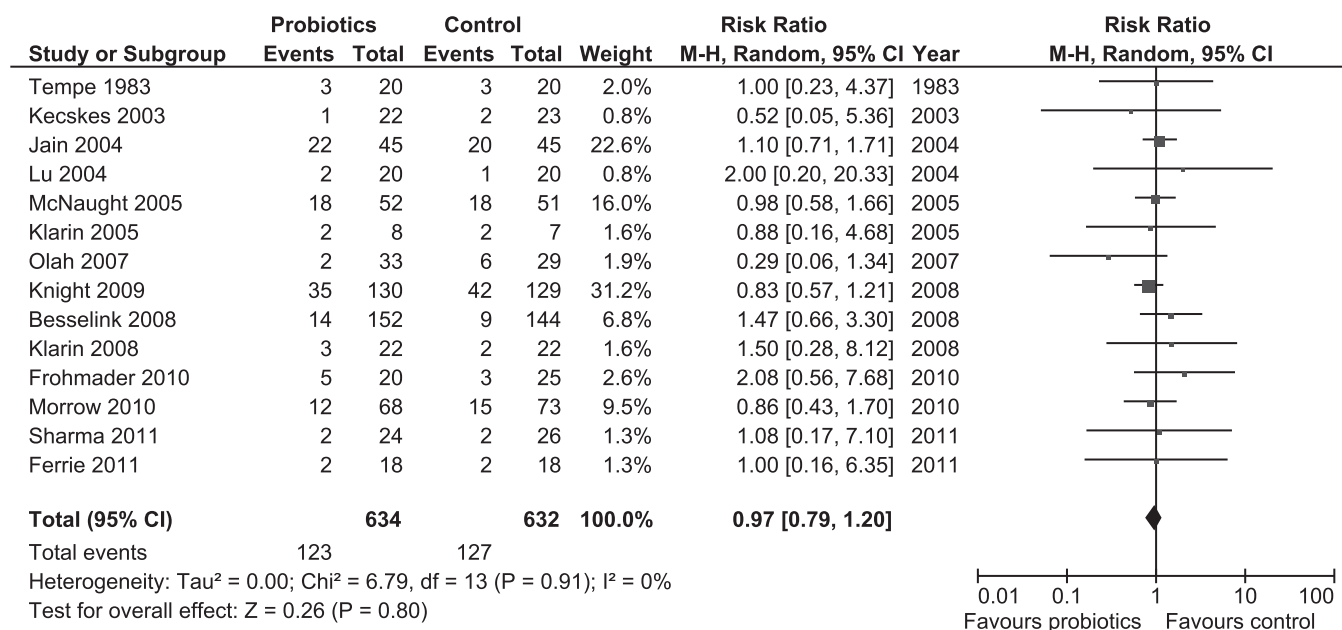 Probiotics Control Risk Ratio Risk Ratio
Study or Subgroup Events Total Events Total Weight M-H, Random, 95% CI Year M-H, Random, 95% CI
Tempe 1983 3 20 3 20 2.0% 1.00 [0.23, 4.37] 1983
Kecskes 2003 1 22 2 23 0.8% 0.52 [0.05, 5.36] 2003
Jain 2004 22 45 20 45 22.6% 1.10 [0.71, 1.71] 2004
Lu 2004 2 20 1 20 0.8% 2.00 [0.20, 20.33] 2004
McNaught 2005 18 52 18 51 16.0% 0.98 [0.58, 1.66] 2005
Klarin 2005 2 8 2 7 1.6% 0.88 [0.16, 4.68] 2005
Olah 2007 2 33 6 29 1.9% 0.29 [0.06, 1.34] 2007
Knight 2009 35 130 42 129 31.2% 0.83 [0.57, 1.21] 2008
Besselink 2008 14 152 9 144 6.8% 1.47 [0.66, 3.30] 2008
Klarin 2008 3 22 2 22 1.6% 1.50 [0.28, 8.12] 2008
Frohmader 2010 5 20 3 25 2.6% 2.08 [0.56, 7.68] 2010
Morrow 2010 12 68 15 73 9.5% 0.86 [0.43, 1.70] 2010
Sharma 2011 2 24 2 26 1.3% 1.08 [0.17, 7.10] 2011
Ferrie 2011 2 18 2 18 1.3% 1.00 [0.16, 6.35] 2011
Total (95% CI) 634 632 100.0% 0.97 [0.79, 1.20]
Total events 123 127
Heterogeneity: Tau² = 0.00; Chi² = 6.79, df = 13 (P = 0.91); I² = 0%
Test for overall effect: Z = 0.26 (P = 0.80)
0.01 0.1 1 10 100
Favours probiotics Favours control